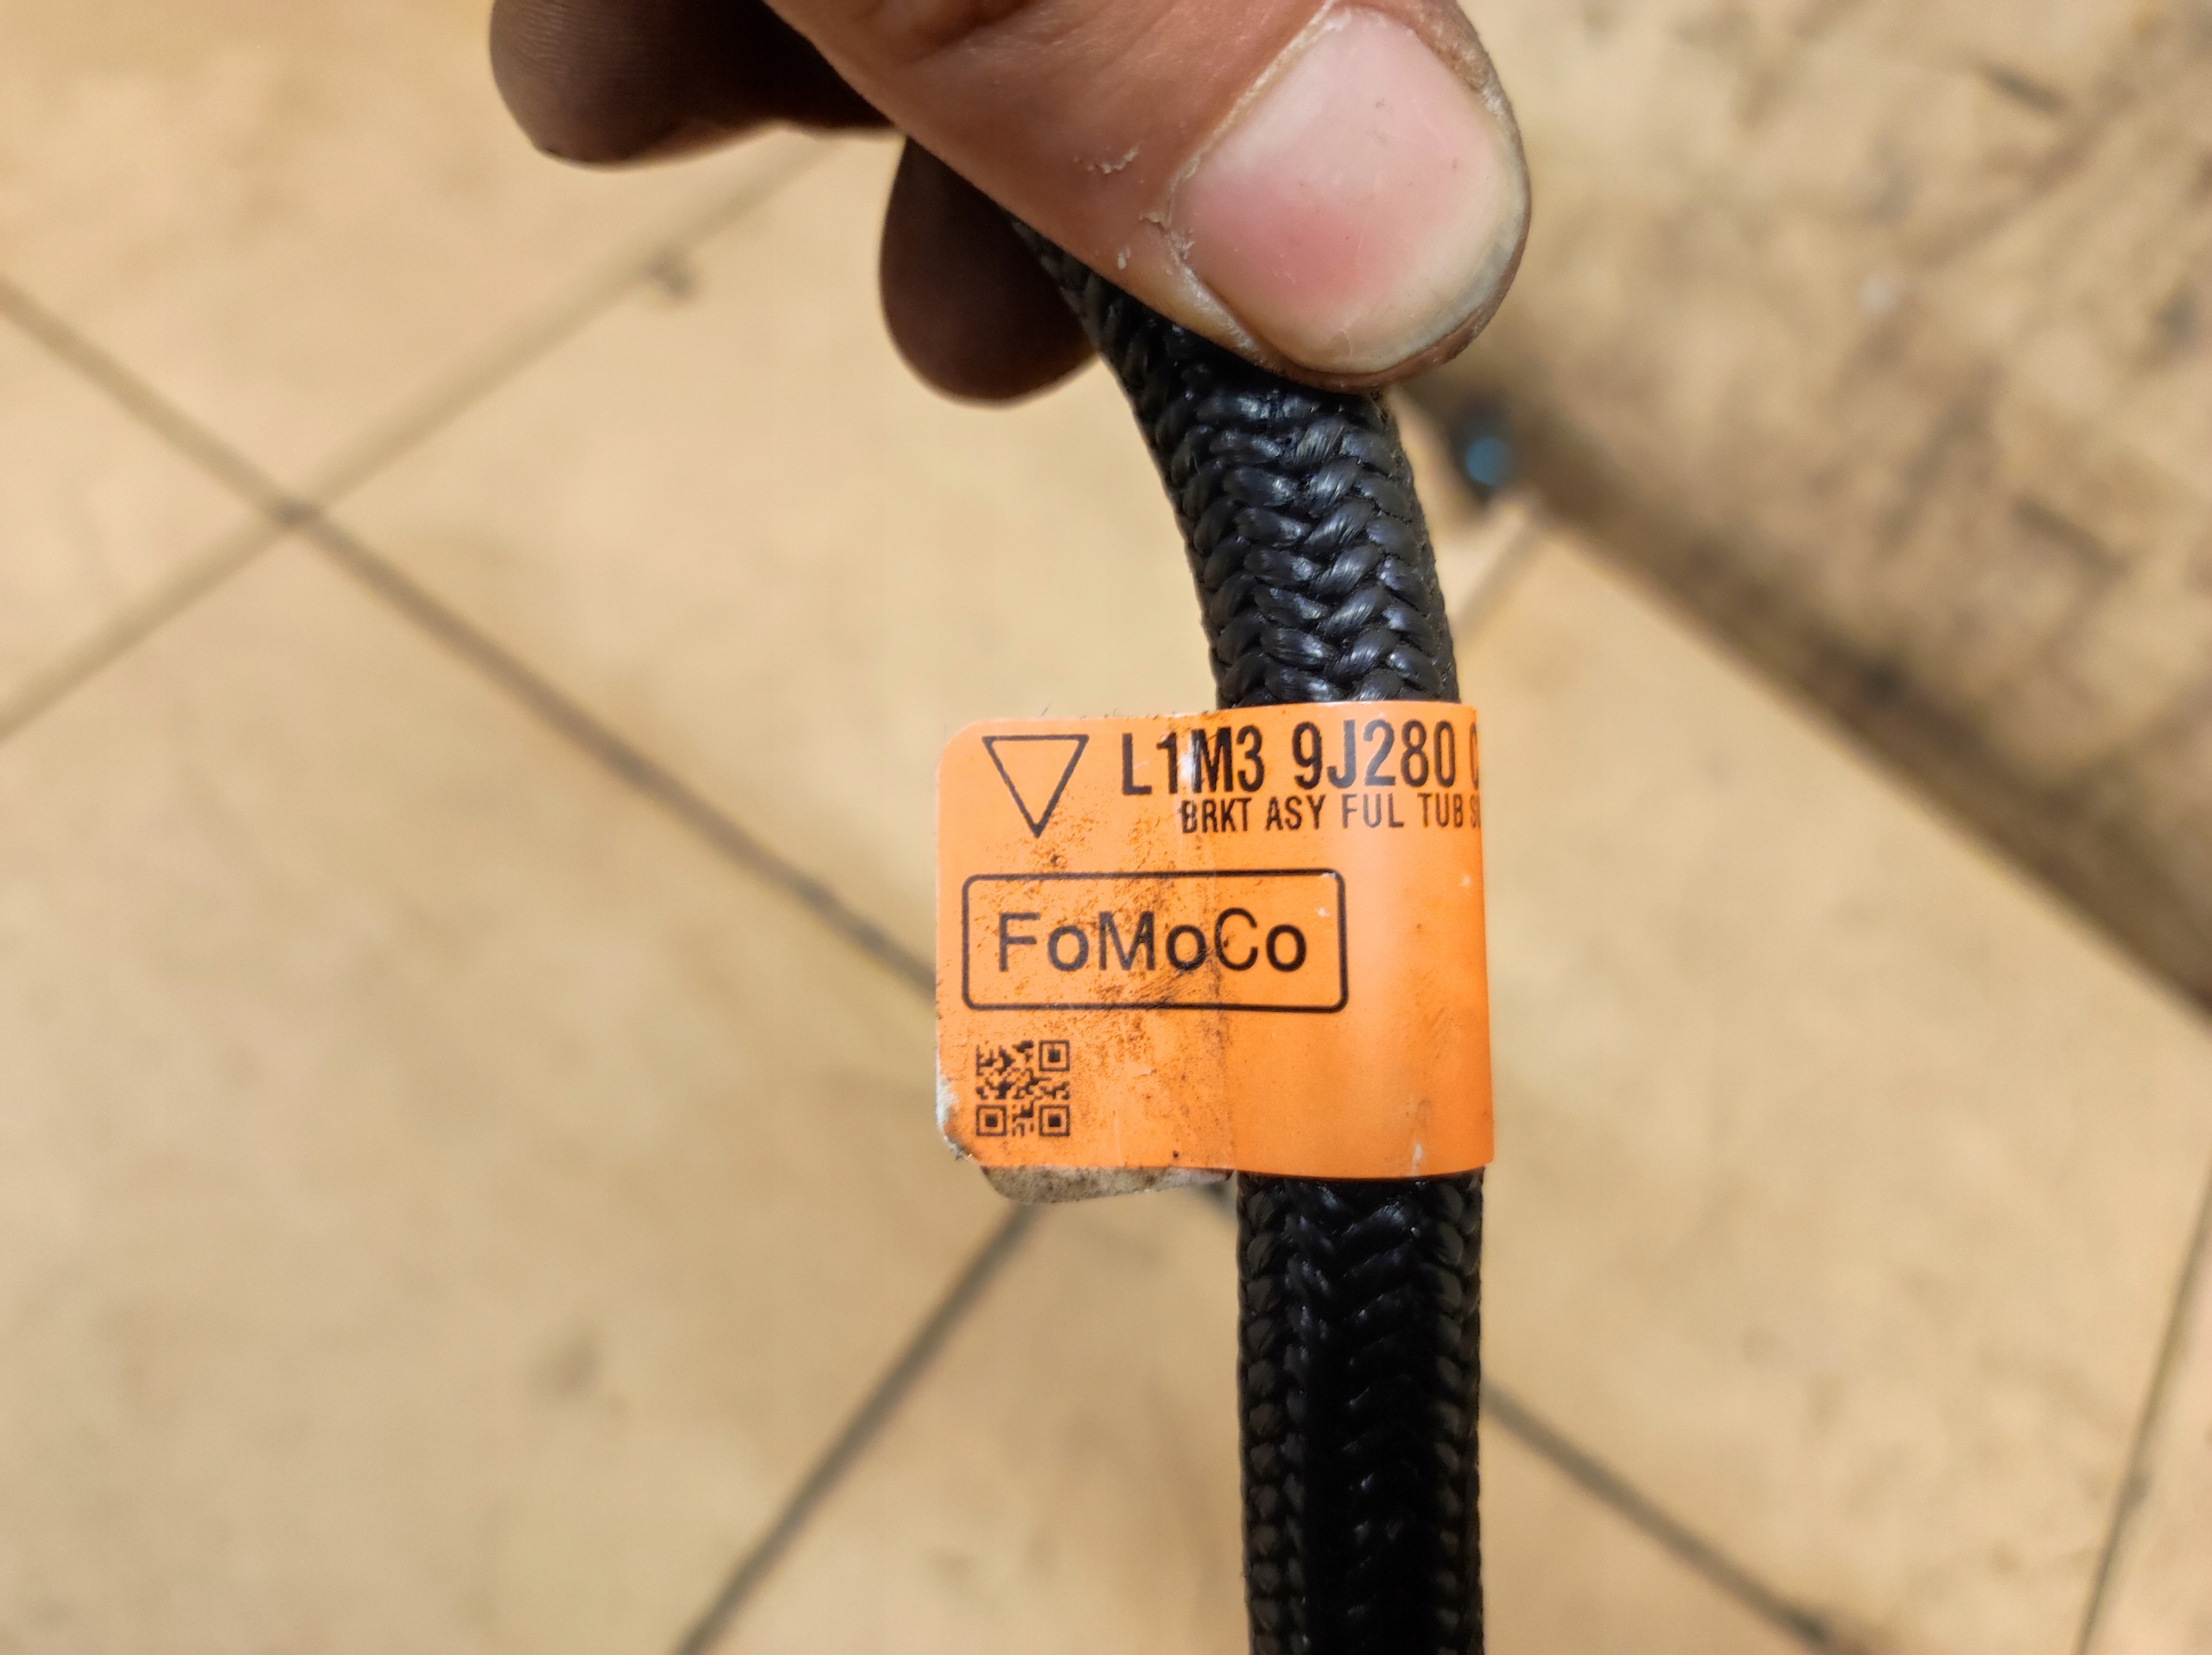 L1M3 9J280
BRKT ASY FUL TUB
FoMoCo